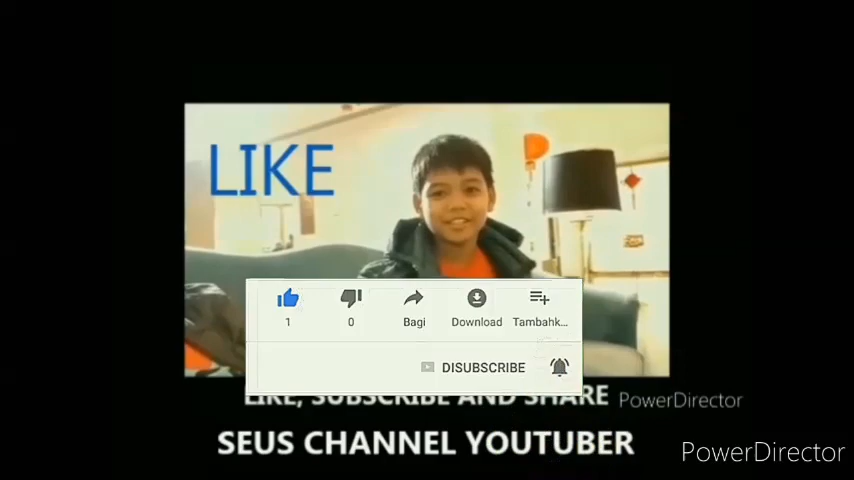 LIKE
1 0 Bagi Download Tambahk...
DISUBSCRIBE
LIKE, SUBSCRIBE AND SHARE
PowerDirector
SEUS CHANNEL YOUTUBER
PowerDirector